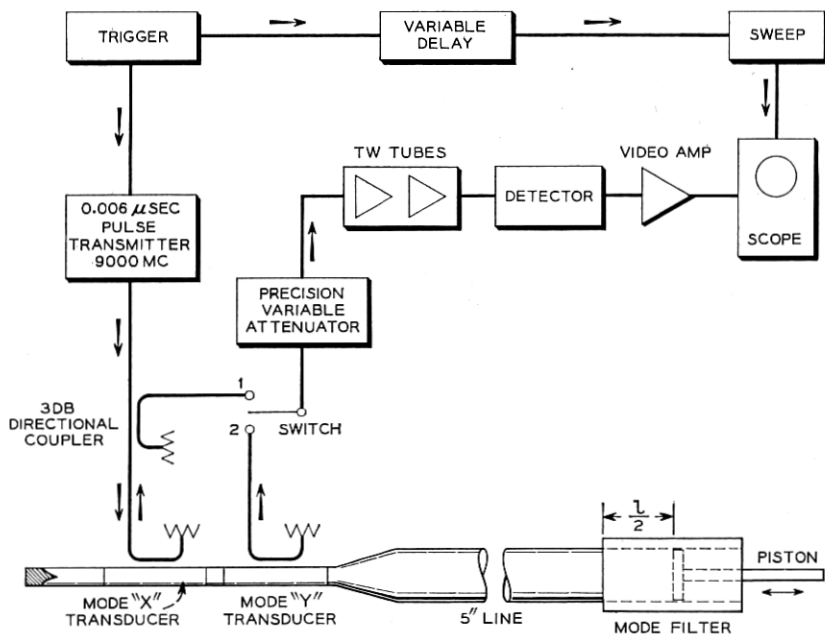 TRIGGER
VARIABLE
DELAY
SWEEP
TW TUBES
VIDEO AMP
0.006 μSEC
PULSE
TRANSMITTER
9000 MC
DETECTOR
SCOPE
PRECISION
VARIABLE
ATTENUATOR
1
3DB
DIRECTIONAL
COUPLER
2
SWITCH
l/2
PISTON
MODE "X"
TRANSDUCER
MODE "Y"
TRANSDUCER
5" LINE
MODE FILTER